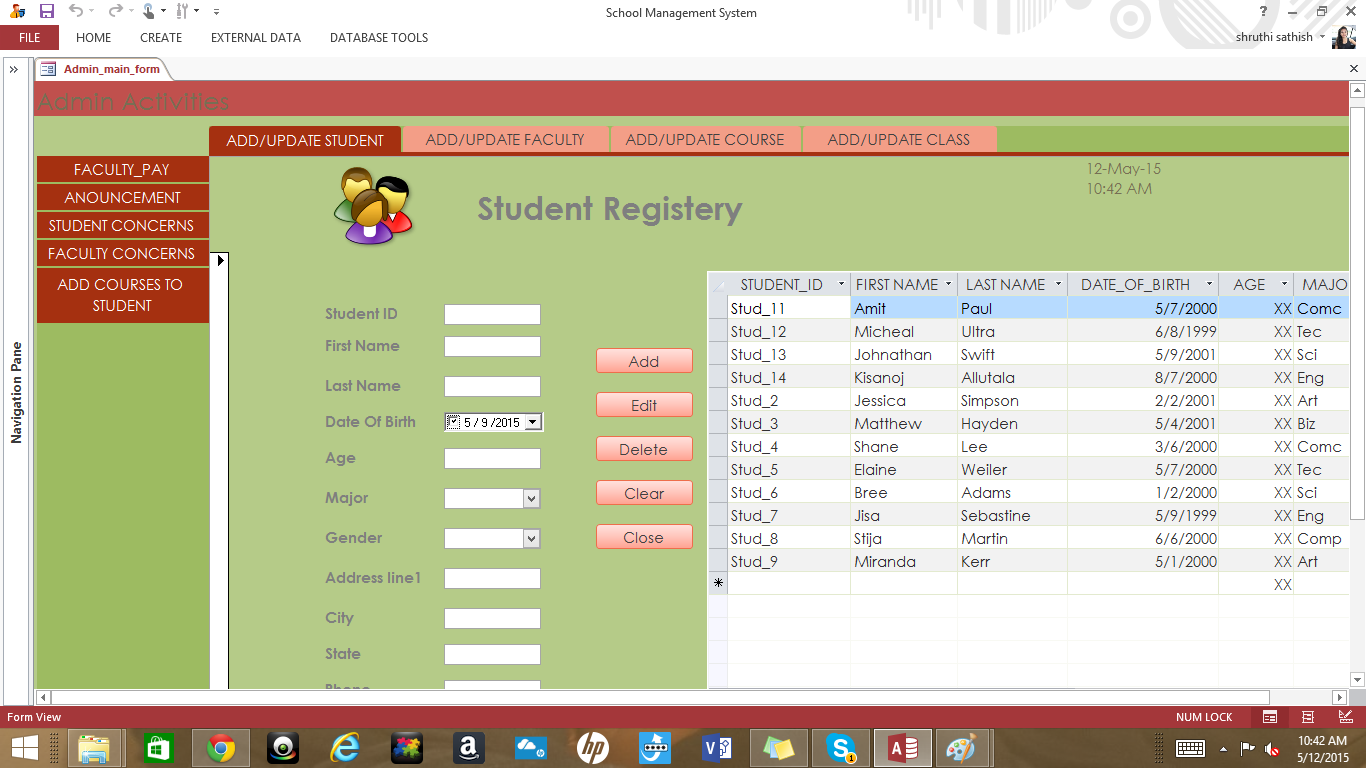 School Management System
?
FILE HOME CREATE EXTERNAL DATA DATABASE TOOLS
shruthi sathish
Admin_main_form
Admin Activities
ADD/UPDATE STUDENT ADD/UPDATE FACULTY ADD/UPDATE COURSE ADD/UPDATE CLASS
FACULTY_PAY
ANOUNCEMENT
STUDENT CONCERNS
FACULTY CONCERNS
ADD COURSES TO
STUDENT
Navigation Pane
12-May-15
10:42 AM
Student Registery
Student ID
First Name
Last Name
Date Of Birth 5 / 9 /2015
Age
Major
Gender
Address line1
City
State
Phone
Add
Edit
Delete
Clear
Close
STUDENT_ID FIRST NAME LAST NAME DATE_OF_BIRTH AGE MAJO
Stud_11 Amit Paul 5/7/2000 XX Comc
Stud_12 Micheal Ultra 6/8/1999 XX Tec
Stud_13 Johnathan Swift 5/9/2001 XX Sci
Stud_14 Kisanoj Allutala 8/7/2000 XX Eng
Stud_2 Jessica Simpson 2/2/2001 XX Art
Stud_3 Matthew Hayden 5/4/2001 XX Biz
Stud_4 Shane Lee 3/6/2000 XX Comc
Stud_5 Elaine Weiler 5/7/2000 XX Tec
Stud_6 Bree Adams 1/2/2000 XX Sci
Stud_7 Jisa Sebastine 5/9/1999 XX Eng
Stud_8 Stija Martin 6/6/2000 XX Comp
Stud_9 Miranda Kerr 5/1/2000 XX Art
* XX
Form View
NUM LOCK
10:42 AM
5/12/2015